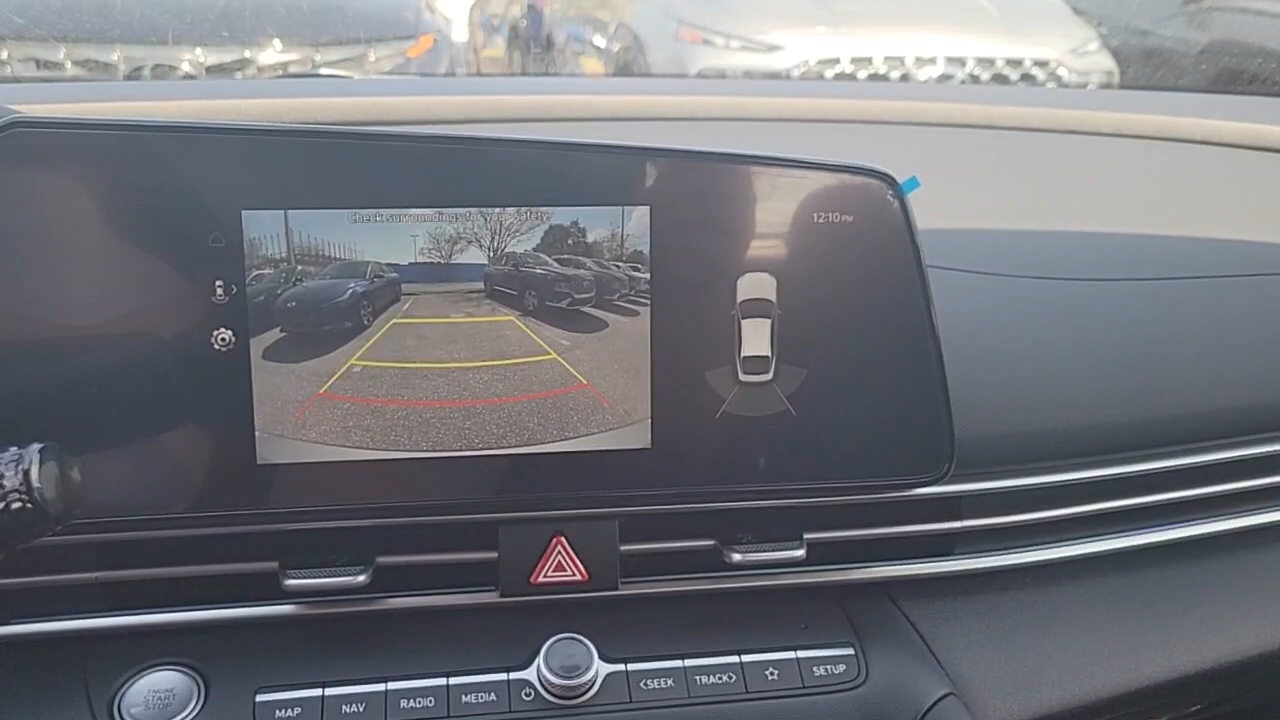 Check surroundings for your safety
12:10 PM
ENGINE
START
STOP
MAP
NAV
RADIO
MEDIA
<SEEK
TRACK>
SETUP